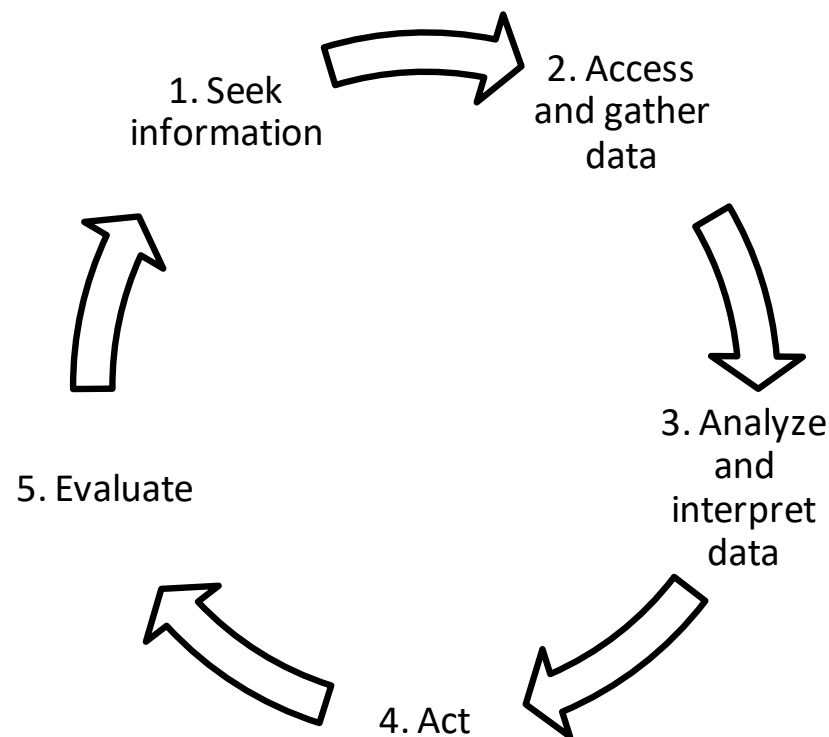 1. Seek
information
2. Access
and gather
data
3. Analyze
and
interpret
data
4. Act
5. Evaluate